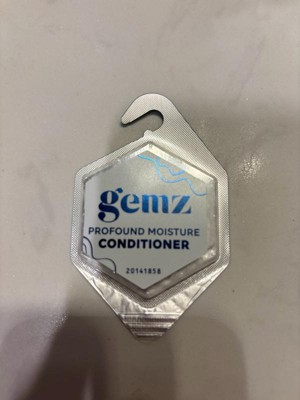 gemz
PROFOUND MOISTURE
CONDITIONER
20141858